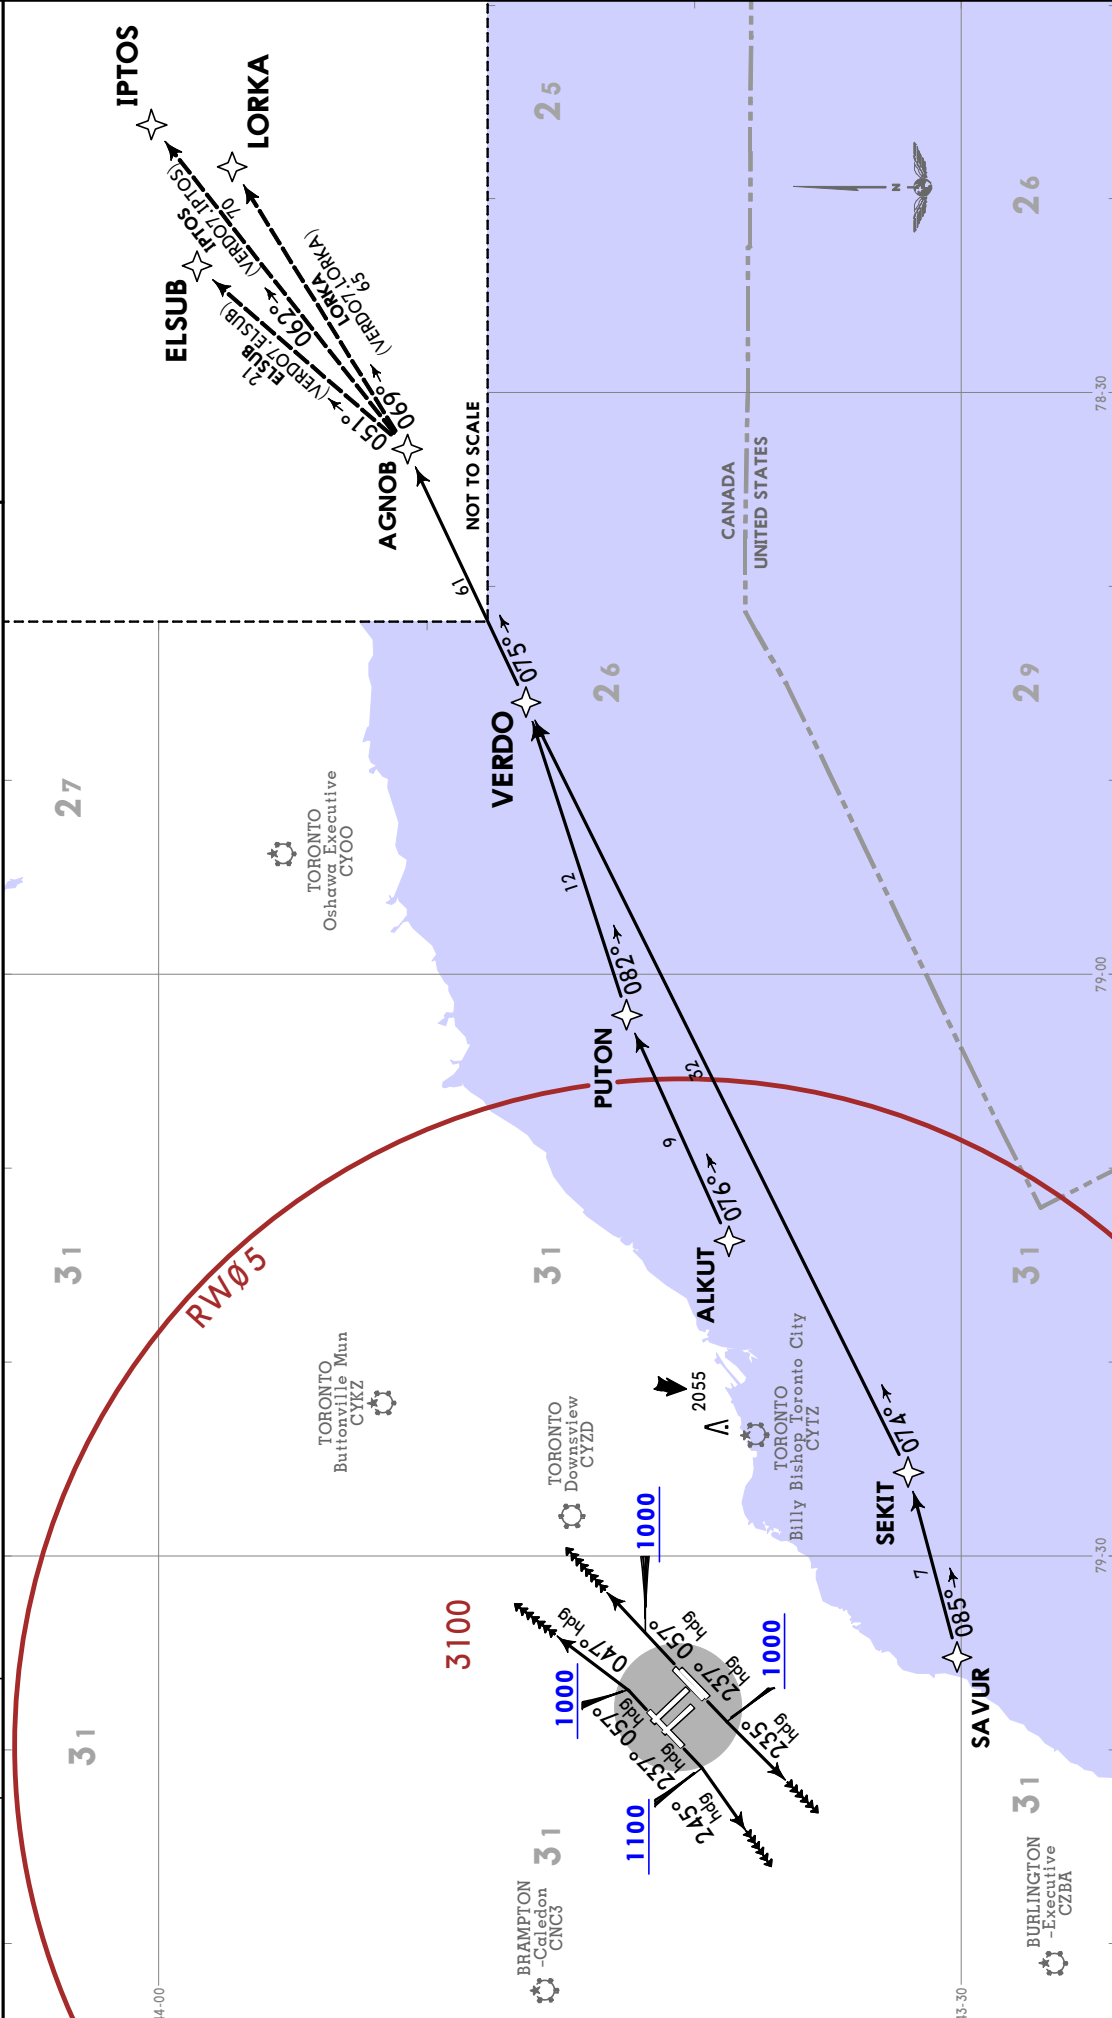 IPTOS
LORKA
ELSUB
IPTOS
(VERDO7.IPTOS)
70
062°
LORKA
(VERDO7.LORKA)
65
069°
21
ELSUB
(VERDO7.ELSUB)
051°
AGNOB
NOT TO SCALE
61
075°
VERDO
25
26
N
78-30
CANADA
UNITED STATES
26
29
27
TORONTO
Oshawa Executive
CYOO
12
082°
PUTON
79-00
32
9
076°
ALKUT
RWØ5
31
31
31
TORONTO
Buttonville Mun
CYKZ
2055
TORONTO
Downsview
CYZD
TORONTO
Billy Bishop Toronto City
CYTZ
074°
SEKIT
7
085°
SAVUR
79-30
3100
1000
047°
hdg
057°
hdg
1000
057°
hdg
237°
hdg
1000
235°
hdg
237°
hdg
1100
245°
hdg
31
31
31
BRAMPTON
-Caledon
CNC3
BURLINGTON
-Executive
CZBA
44-00
43-30